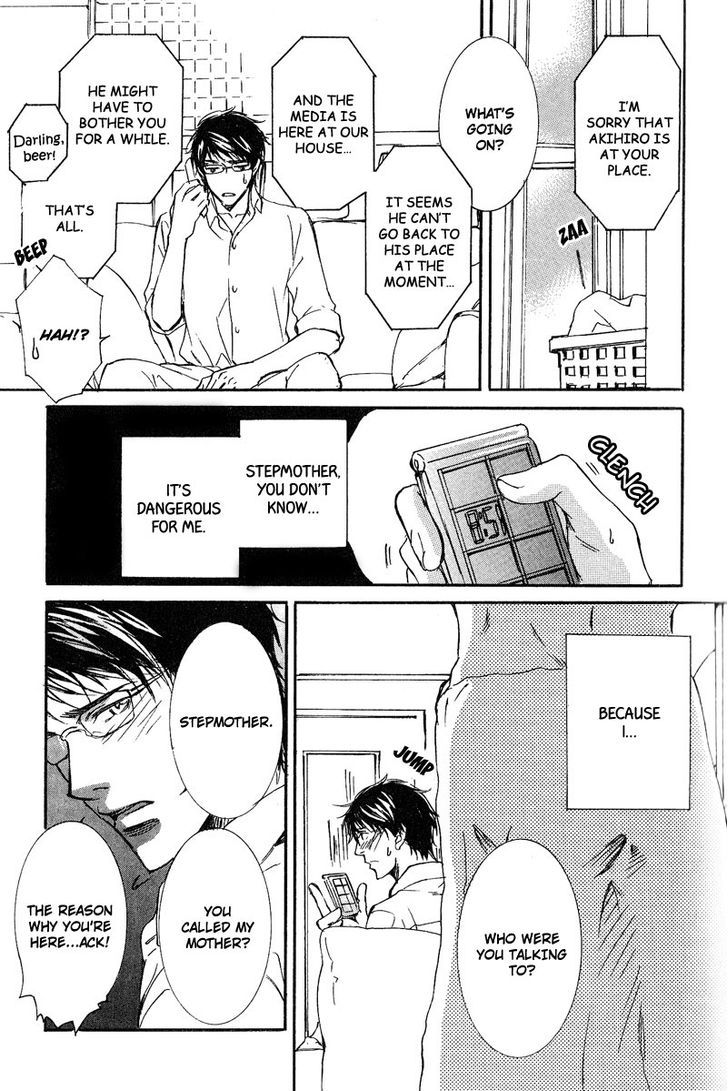 I'M
SORRY THAT
AKIHIRO IS
AT YOUR
PLACE.
ZAA
WHAT'S
GOING
ON?
AND THE
MEDIA IS
HERE AT OUR
HOUSE...
IT SEEMS
HE CAN'T
GO BACK TO
HIS PLACE
AT THE
MOMENT...
HE MIGHT
HAVE TO
BOTHER YOU
FOR A WHILE.
Darling,
beer!
THAT'S
ALL.
BEEP
HAH!?
CLENCH
8:51
STEPMOTHER,
YOU DON'T
KNOW...
IT'S
DANGEROUS
FOR ME.
BECAUSE
I...
JUMP
WHO WERE
YOU TALKING
TO?
STEPMOTHER.
YOU
CALLED MY
MOTHER?
THE REASON
WHY YOU'RE
HERE...ACK!